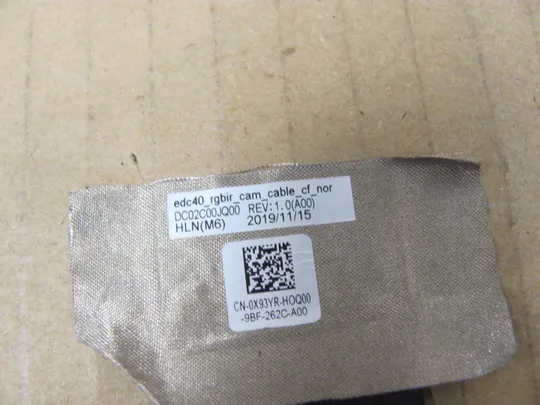 edc40_rgbir_cam_cable_cf_nor
DC02C00JQ00 REV:1.0(A00)
HLN(M6) 2019/11/15
CN-0X93YR-HOQ00
-9BF-262C-A00